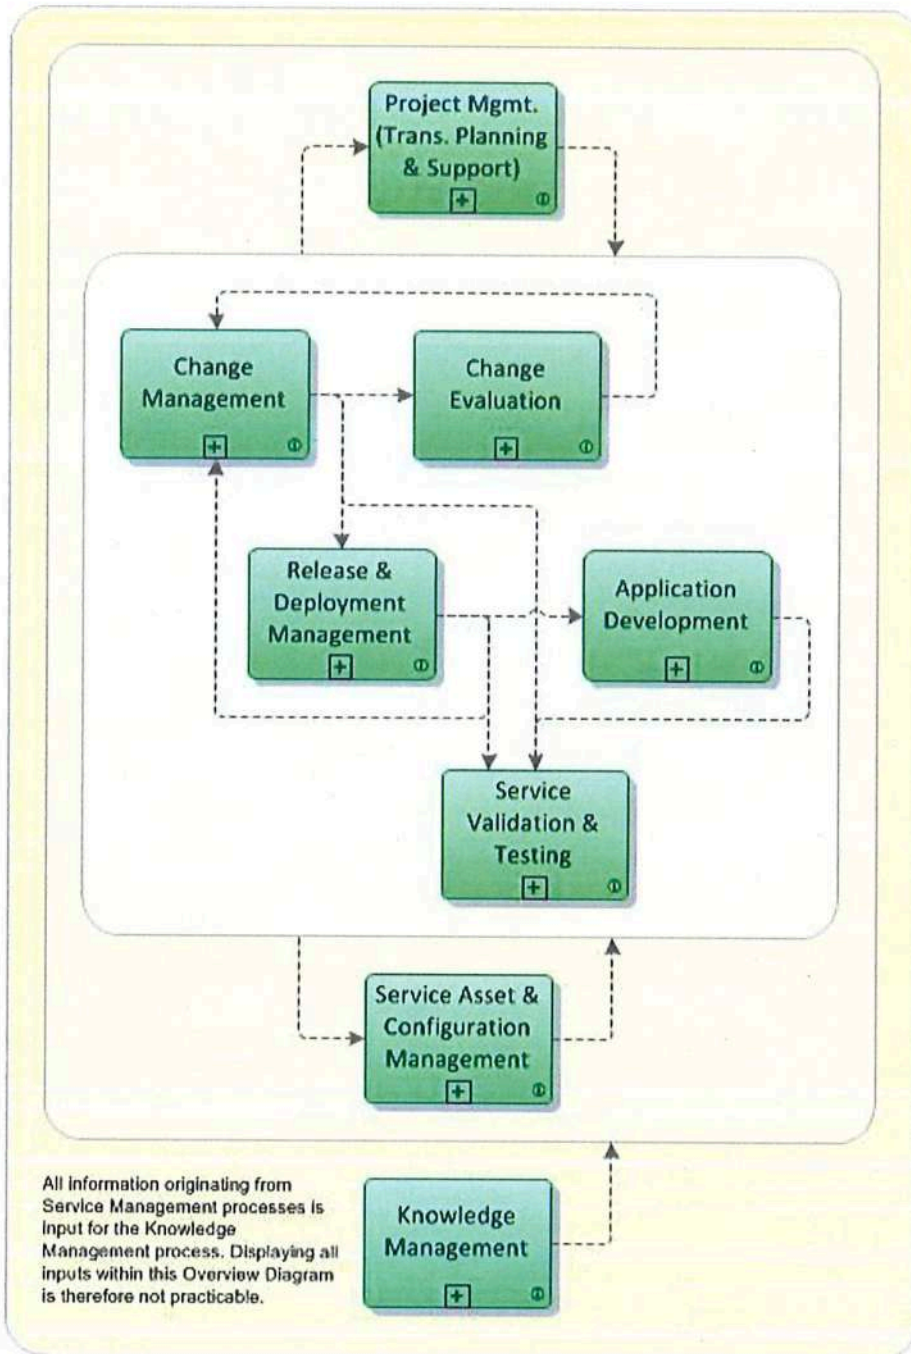 Project Mgmt.
(Trans. Planning
& Support)
Change
Management
Change
Evaluation
Release &
Deployment
Management
Application
Development
Service
Validation &
Testing
Service Asset &
Configuration
Management
All information originating from
Service Management processes is
input for the Knowledge
Management process. Displaying all
inputs within this Overview Diagram
is therefore not practicable.
Knowledge
Management